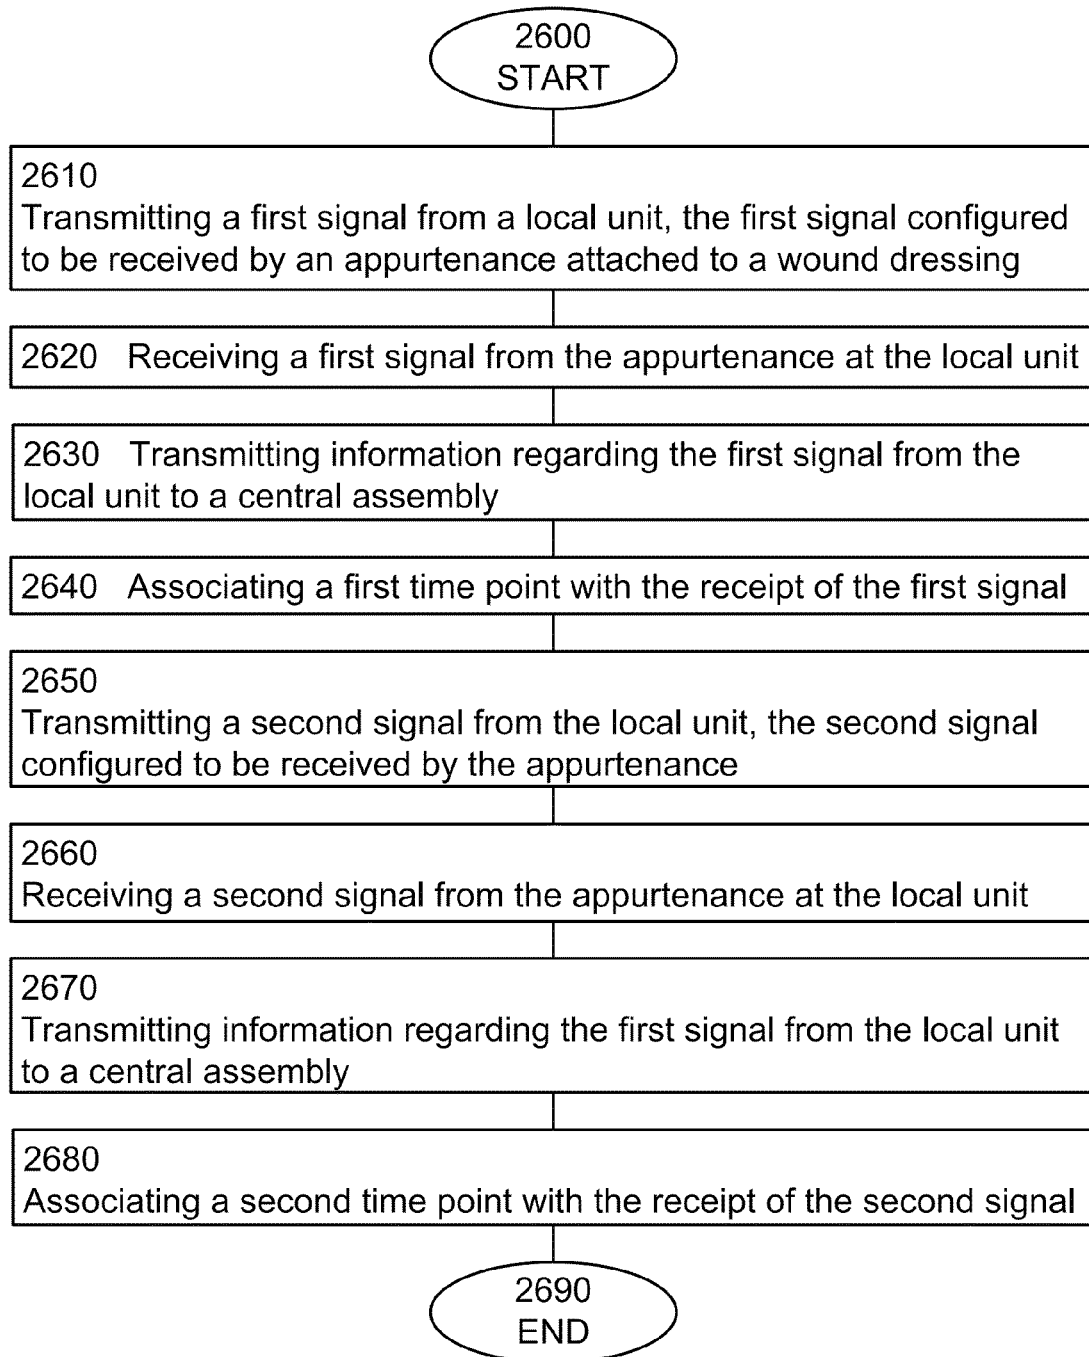 2600
START
2610
Transmitting a first signal from a local unit, the first signal configured
to be received by an appurtenance attached to a wound dressing
2620 Receiving a first signal from the appurtenance at the local unit
2630 Transmitting information regarding the first signal from the
local unit to a central assembly
2640 Associating a first time point with the receipt of the first signal
2650
Transmitting a second signal from the local unit, the second signal
configured to be received by the appurtenance
2660
Receiving a second signal from the appurtenance at the local unit
2670
Transmitting information regarding the first signal from the local unit
to a central assembly
2680
Associating a second time point with the receipt of the second signal
2690
END